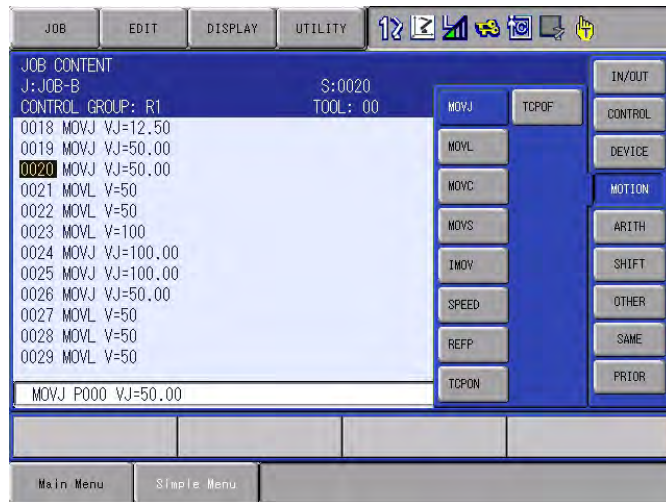 JOB EDIT DISPLAY UTILITY
JOB CONTENT
J:JOB-B S:0020
CONTROL GROUP: R1 TOOL: 00
0018 MOVJ VJ=12.50
0019 MOVJ VJ=50.00
0020 MOVJ VJ=50.00
0021 MOVL V=50
0022 MOVL V=50
0023 MOVL V=100
0024 MOVJ VJ=100.00
0025 MOVJ VJ=100.00
0026 MOVJ VJ=50.00
0027 MOVL V=50
0028 MOVL V=50
0029 MOVL V=50
MOVJ P000 VJ=50.00
MOVJ TCPOF
MOVL
MOVC
MOVS
IMOV
SPEED
REFP
TCPON
IN/OUT
CONTROL
DEVICE
MOTION
ARITH
SHIFT
OTHER
SAME
PRIOR
Main Menu Simple Menu